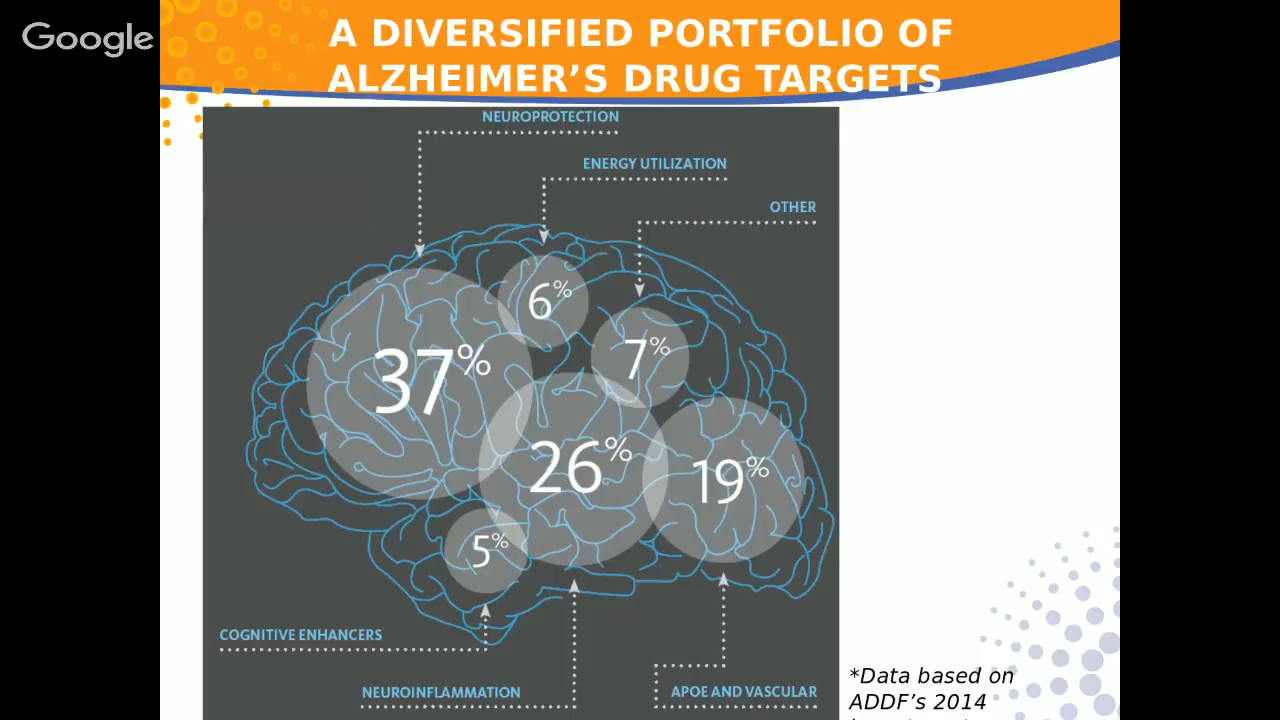 Google
A DIVERSIFIED PORTFOLIO OF
ALZHEIMER'S DRUG TARGETS
NEUROPROTECTION
ENERGY UTILIZATION
OTHER
6%
7%
37%
26%
19%
5%
COGNITIVE ENHANCERS
NEUROINFLAMMATION
APOE AND VASCULAR
*Data based on
ADDF's 2014